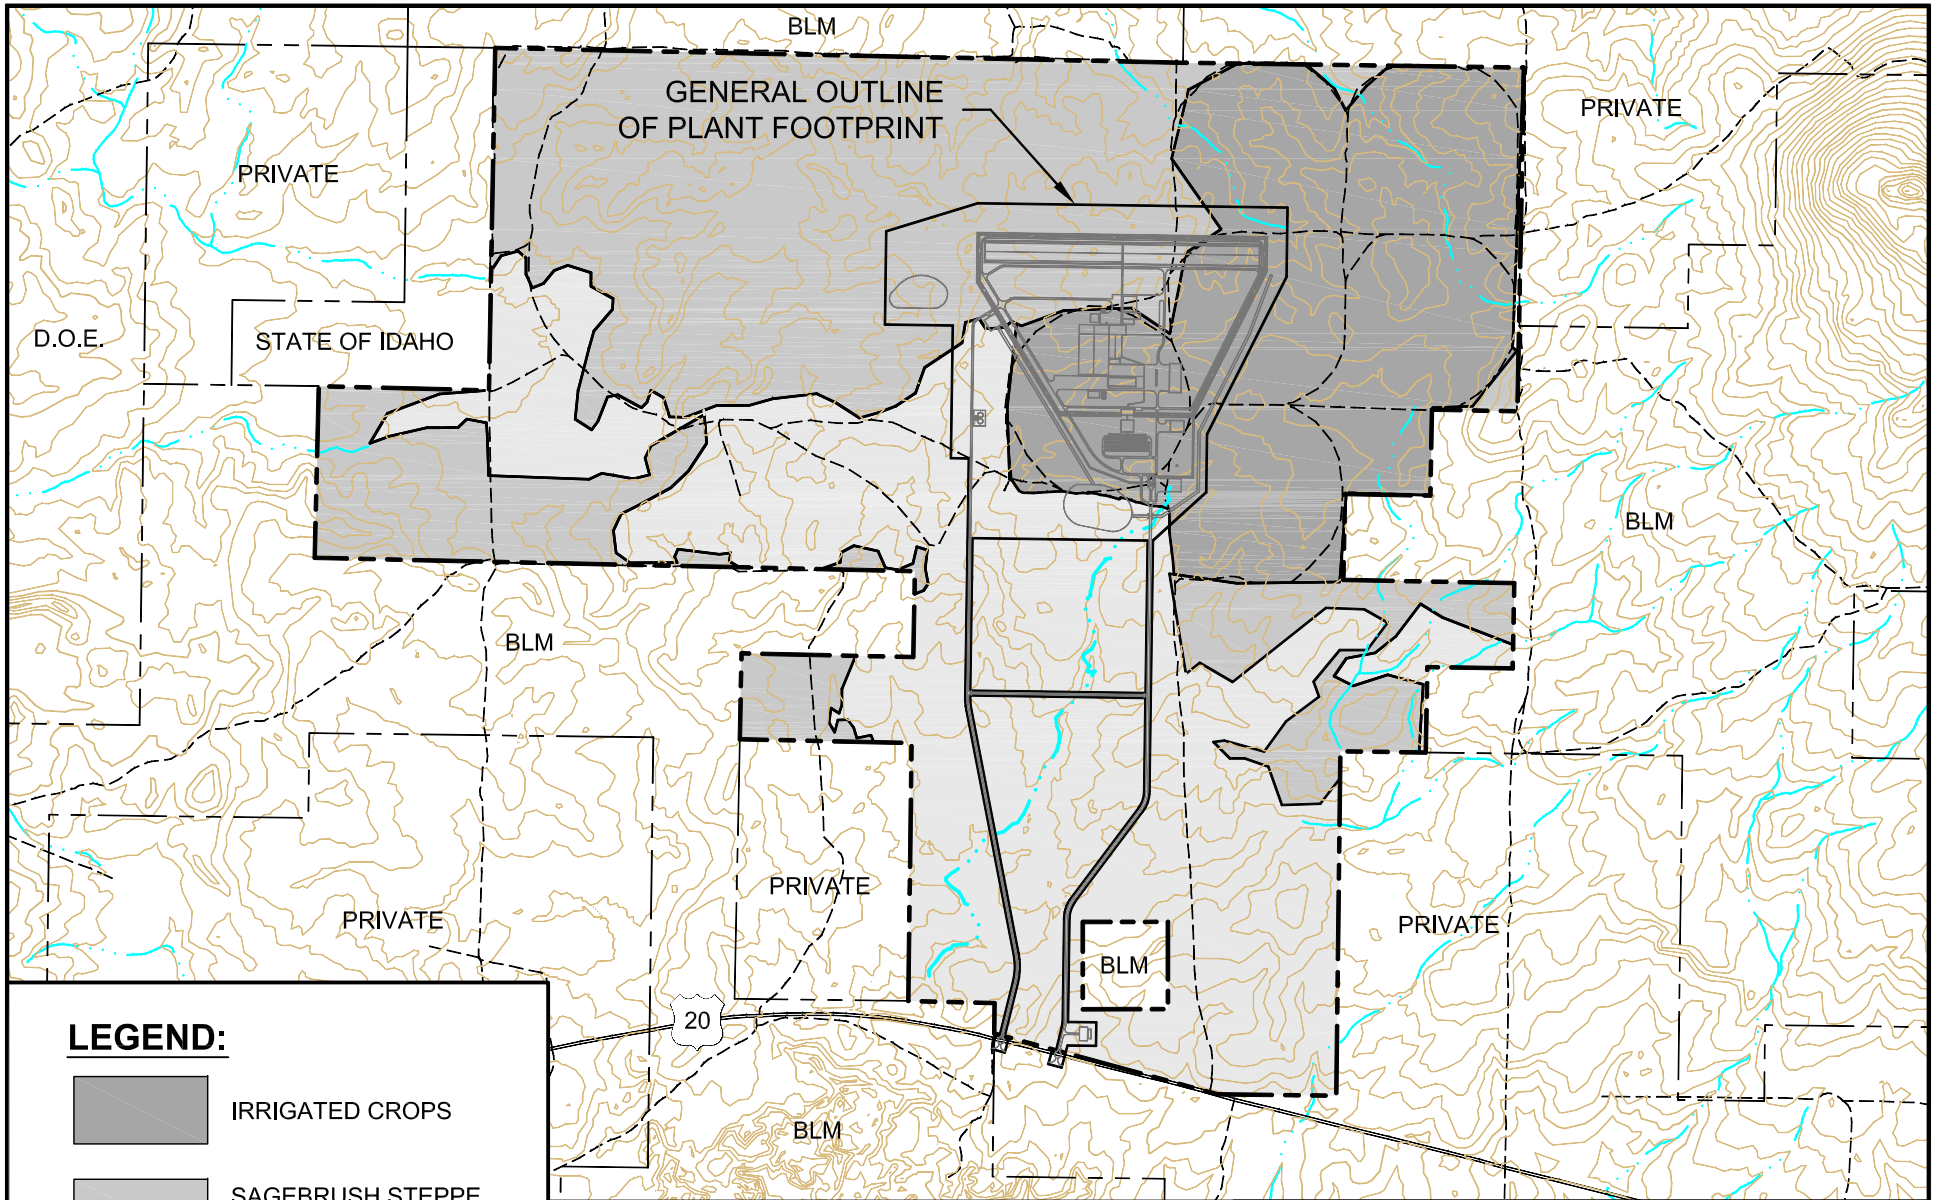 BLM
GENERAL OUTLINE
OF PLANT FOOTPRINT
PRIVATE
PRIVATE
D.O.E.
STATE OF IDAHO
BLM
BLM
PRIVATE
PRIVATE
PRIVATE
BLM
20
BLM
LEGEND:
IRRIGATED CROPS
SAGEBRUSH STEPPE